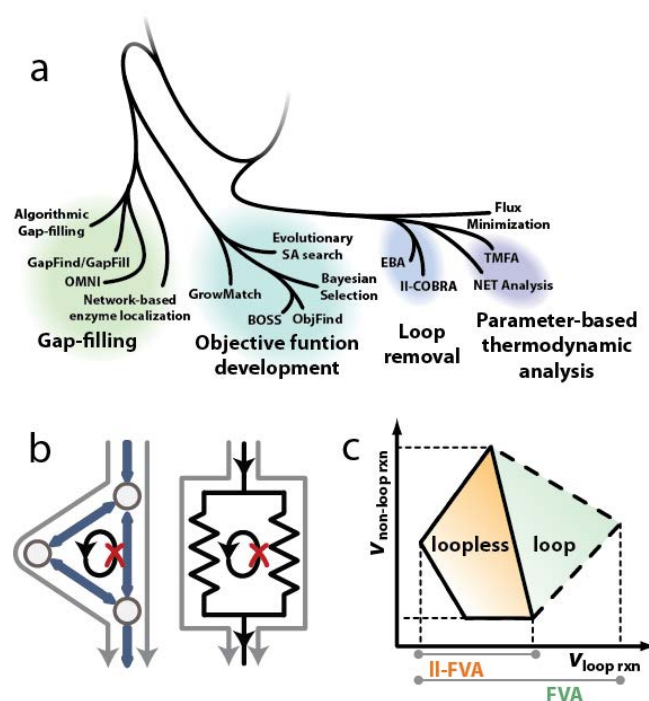 a
Algorithmic
Gap-filling
GapFind/GapFill
OMNI
Network-based
enzyme localization
Gap-filling
GrowMatch
Evolutionary
SA search
Bayesian
Selection
BOSS
ObjFind
Objective funtion
development
EBA
ll-COBRA
Loop
removal
Flux
Minimization
TMFA
NET Analysis
Parameter-based
thermodynamic
analysis
b
c
v non-loop rxn
loopless
loop
v loop rxn
ll-FVA
FVA